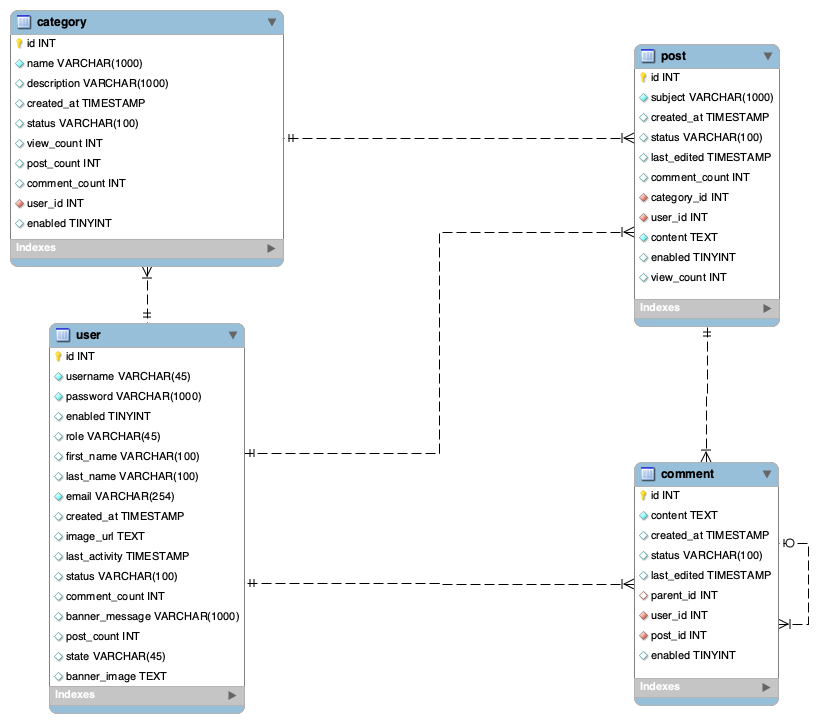 category
id INT
name VARCHAR(1000)
description VARCHAR(1000)
created_at TIMESTAMP
status VARCHAR(100)
view_count INT
post_count INT
comment_count INT
user_id INT
enabled TINYINT
Indexes
post
id INT
subject VARCHAR(1000)
created_at TIMESTAMP
status VARCHAR(100)
last_edited TIMESTAMP
comment_count INT
category_id INT
user_id INT
content TEXT
enabled TINYINT
view_count INT
Indexes
user
id INT
username VARCHAR(45)
password VARCHAR(1000)
enabled TINYINT
role VARCHAR(45)
first_name VARCHAR(100)
last_name VARCHAR(100)
email VARCHAR(254)
created_at TIMESTAMP
image_url TEXT
last_activity TIMESTAMP
status VARCHAR(100)
comment_count INT
banner_message VARCHAR(1000)
post_count INT
state VARCHAR(45)
banner_image TEXT
Indexes
comment
id INT
content TEXT
created_at TIMESTAMP
status VARCHAR(100)
last_edited TIMESTAMP
parent_id INT
user_id INT
post_id INT
enabled TINYINT
Indexes